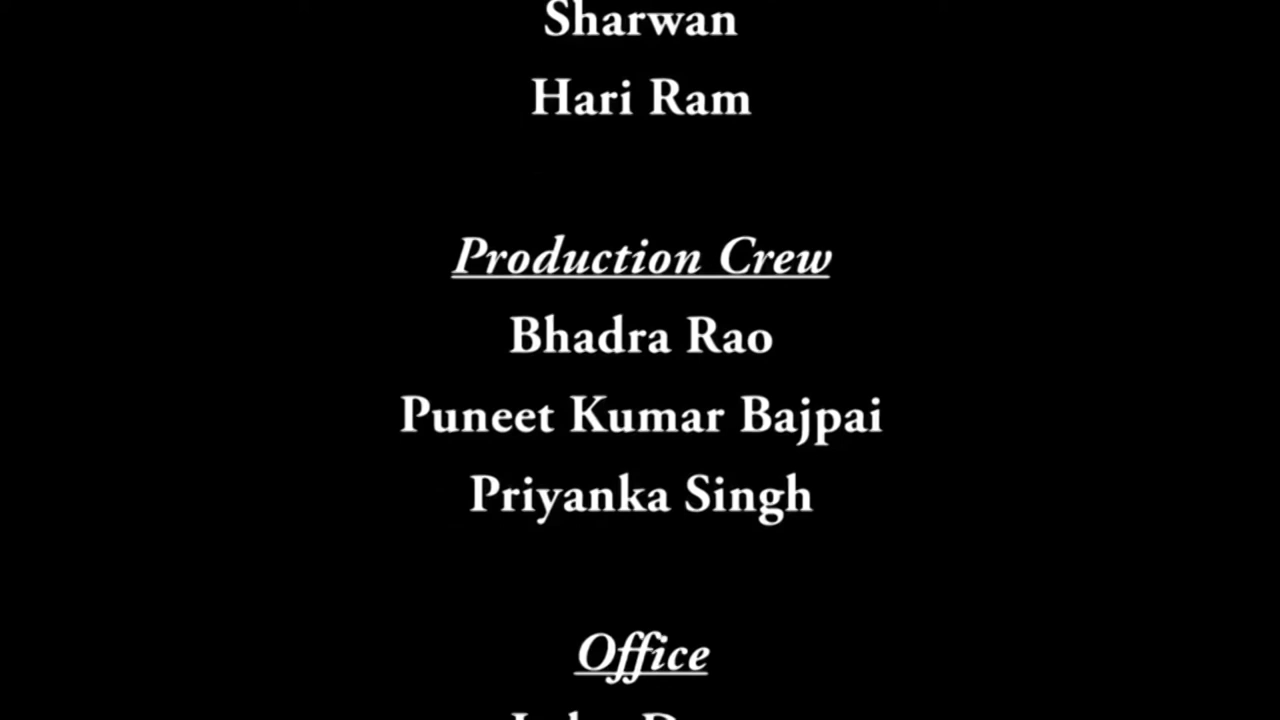 Sharwan
Hari Ram
Production Crew
Bhadra Rao
Puneet Kumar Bajpai
Priyanka Singh
Office